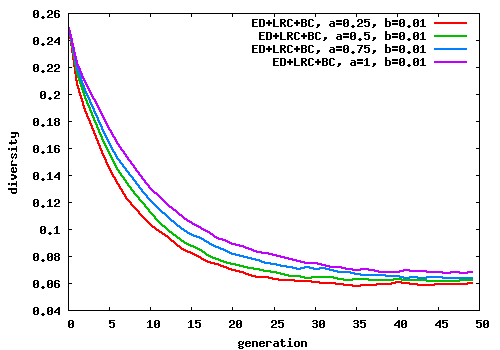 0.26
0.24
0.22
0.2
0.18
0.16
0.14
0.12
0.1
0.08
0.06
0.04
diversity
ED+LRC+BC, a=0.25, b=0.01
ED+LRC+BC, a=0.5, b=0.01
ED+LRC+BC, a=0.75, b=0.01
ED+LRC+BC, a=1, b=0.01
0 5 10 15 20 25 30 35 40 45 50
generation